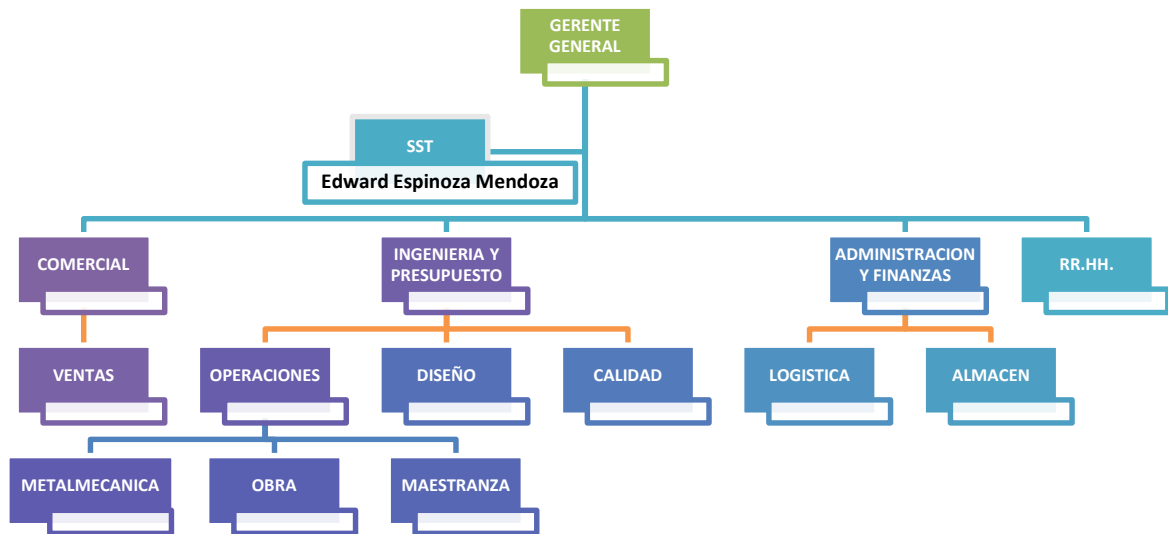 GERENTE
GENERAL
SST
Edward Espinoza Mendoza
COMERCIAL
INGENIERIA Y
PRESUPUESTO
ADMINISTRACION
Y FINANZAS
RR.HH.
VENTAS
OPERACIONES
DISEÑO
CALIDAD
LOGISTICA
ALMACEN
METALMECANICA
OBRA
MAESTRANZA